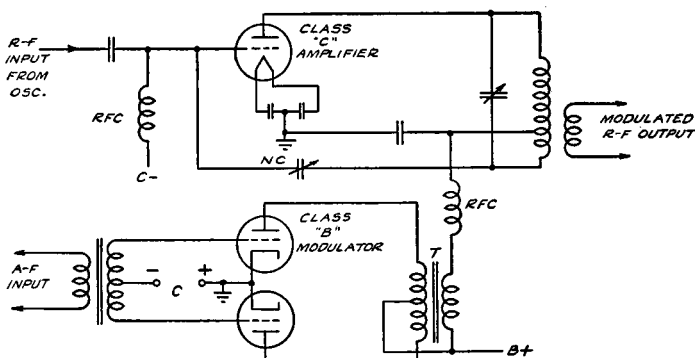 R-F
INPUT
FROM
OSC.
CLASS
"C"
AMPLIFIER
RFC
C-
NC
MODULATED
R-F OUTPUT
RFC
CLASS
"B"
MODULATOR
T
A-F
INPUT
- C +
B+